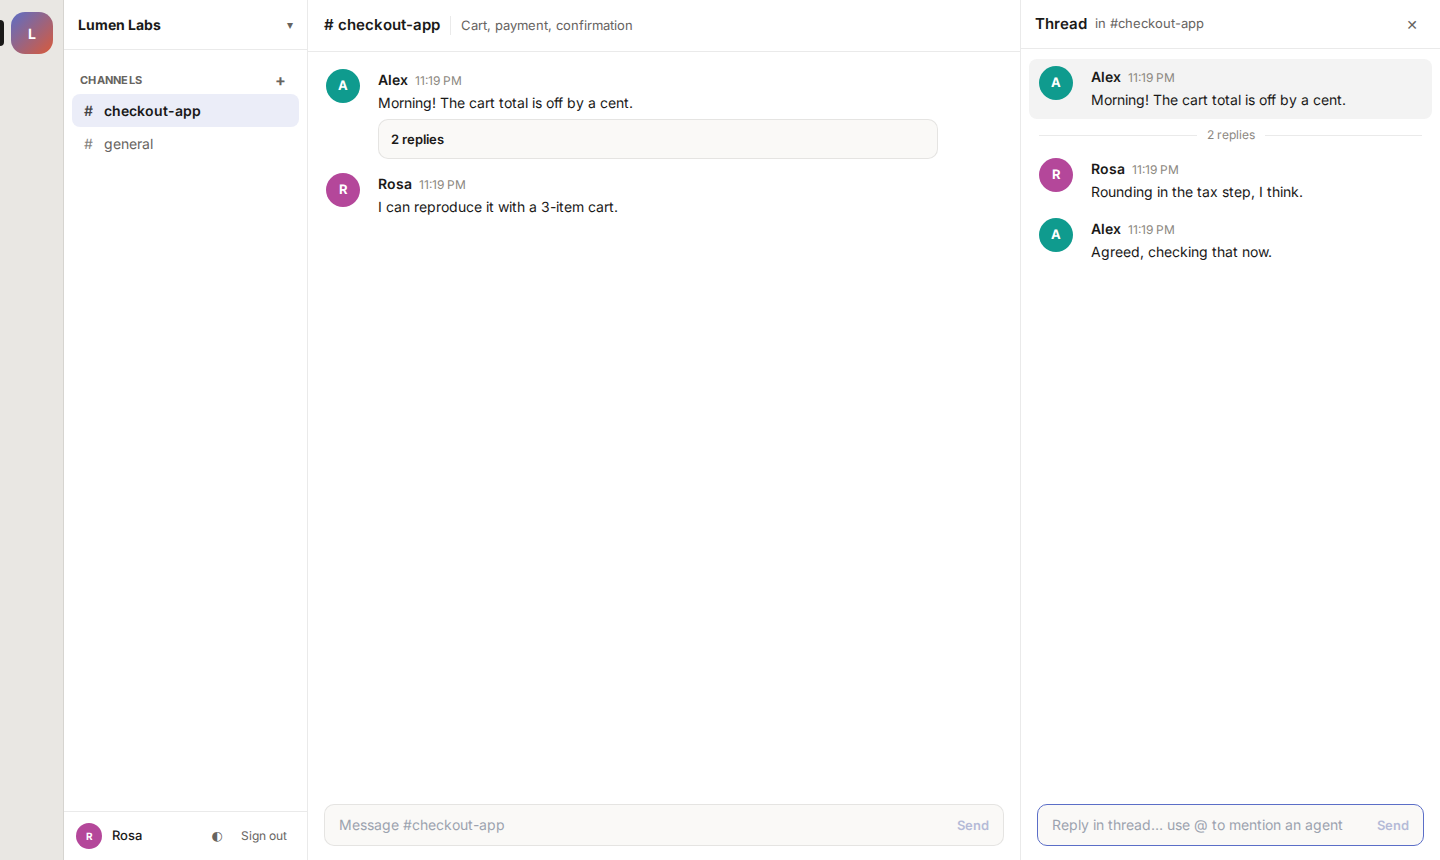 L
Lumen Labs ▾
CHANNELS +
# checkout-app
# general
R Rosa Sign out
# checkout-app Cart, payment, confirmation
A
Alex 11:19 PM
Morning! The cart total is off by a cent.
2 replies
R
Rosa 11:19 PM
I can reproduce it with a 3-item cart.
Message #checkout-app Send
Thread in #checkout-app ×
A
Alex 11:19 PM
Morning! The cart total is off by a cent.
2 replies
R
Rosa 11:19 PM
Rounding in the tax step, I think.
A
Alex 11:19 PM
Agreed, checking that now.
Reply in thread... use @ to mention an agent Send